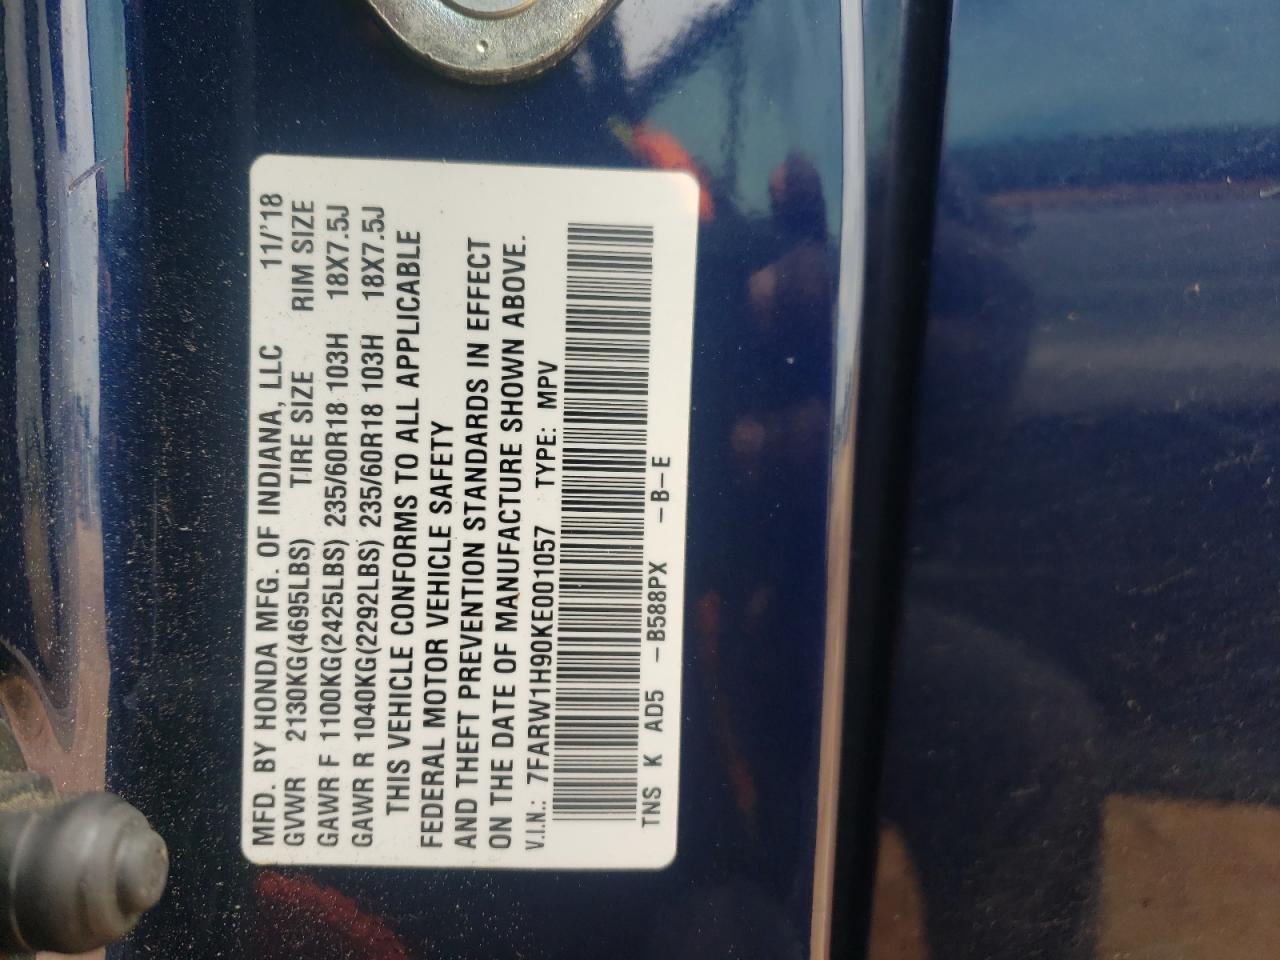 MFD. BY HONDA MFG. OF INDIANA, LLC 11/'18
GVWR 2130KG(4695LBS) TIRE SIZE RIM SIZE
GAWR F 1100KG(2425LBS) 235/60R18 103H 18X7.5J
GAWR R 1040KG(2292LBS) 235/60R18 103H 18X7.5J
THIS VEHICLE CONFORMS TO ALL APPLICABLE
FEDERAL MOTOR VEHICLE SAFETY
AND THEFT PREVENTION STANDARDS IN EFFECT
ON THE DATE OF MANUFACTURE SHOWN ABOVE.
V.I.N.: 7FARW1H90KE001057 TYPE: MPV
TNS K AD5 -B588PX -B-E